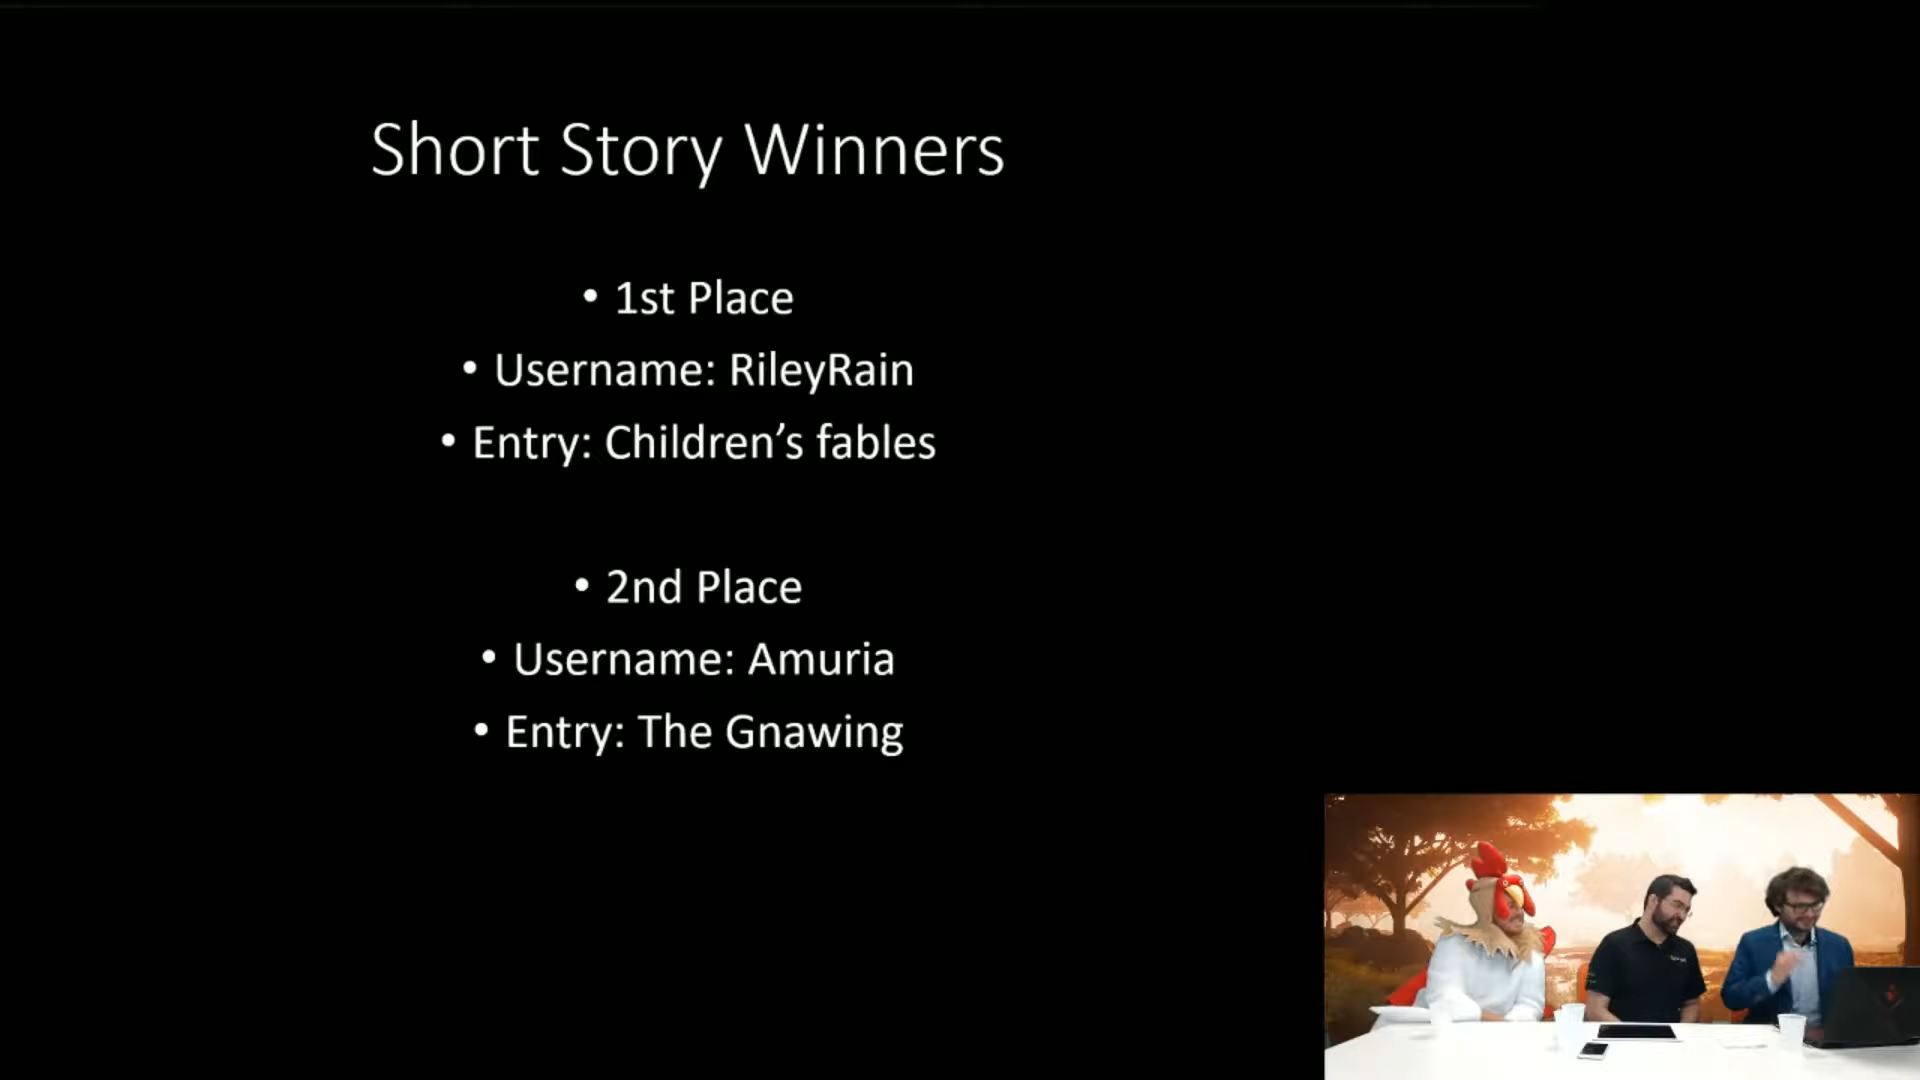 Short Story Winners
• 1st Place
• Username: RileyRain
• Entry: Children’s fables
• 2nd Place
• Username: Amuria
• Entry: The Gnawing